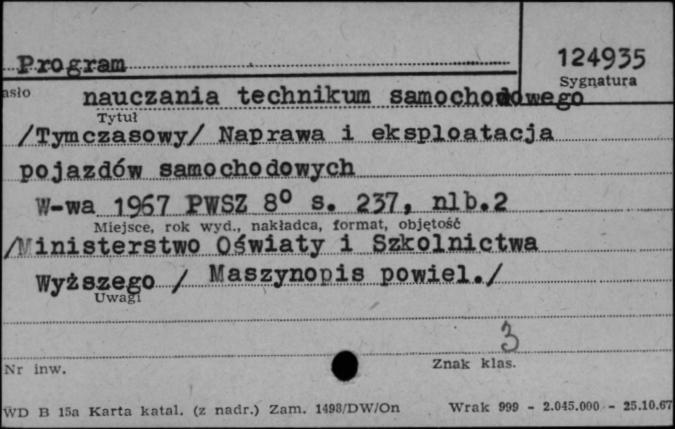 Program
124935
asło
Sygnatura
nauczania technikum samochodowego
Tytuł
/Tymczasowy/ Naprawa i eksploatacja
pojazdów samochodowych
W-wa 1967 PWSZ 8° s. 237, nlb.2
Miejsce, rok wyd., nakładca, format, objętość
/Ministerstwo Oświaty i Szkolnictwa
Wyższego / Maszynopis powiel./
Uwagi
3
Nr inw.
Znak klas.
WD B 15a Karta katal. (z nadr.) Zam. 1498/DW/On Wrak 999 - 2.045.000 - 25.10.67